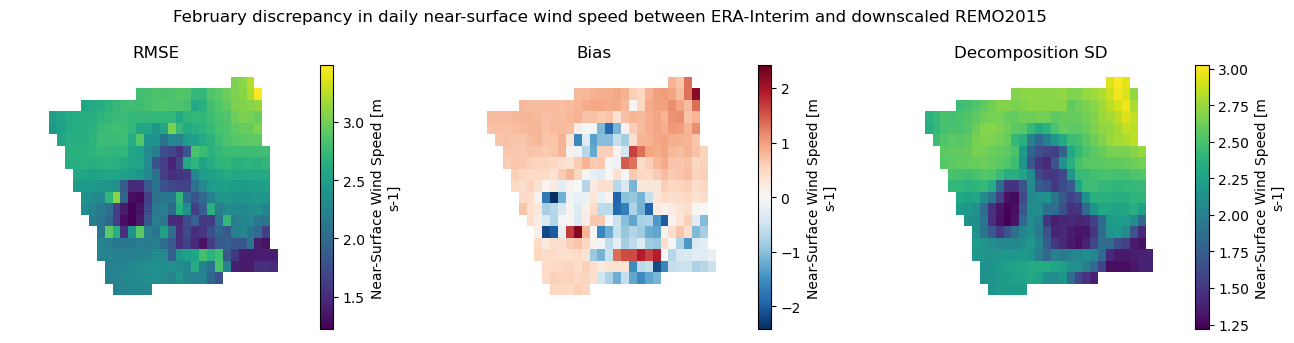 February discrepancy in daily near-surface wind speed between ERA-Interim and downscaled REMO2015
RMSE
3.0
2.5
2.0
1.5
Near-Surface Wind Speed [m
s-1]
Bias
2
1
0
−1
−2
Near-Surface Wind Speed [m
s-1]
Decomposition SD
3.00
2.75
2.50
2.25
2.00
1.75
1.50
1.25
Near-Surface Wind Speed [m
s-1]